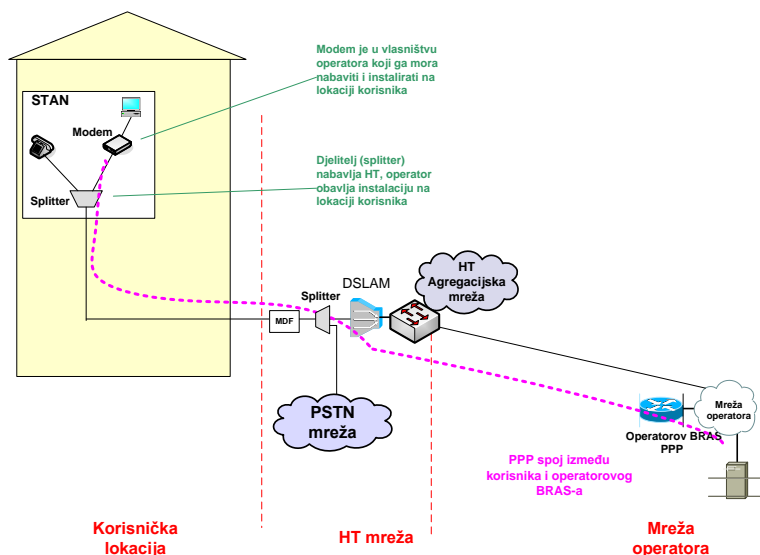 Modem je u vlasništvu
operatora koji ga mora
nabaviti i instalirati na
lokaciji korisnika
STAN
Modem
Djelitelj (splitter)
nabavlja HT, operator
obavlja instalaciju na
lokaciji korisnika
Splitter
HT
Agregacijska
mreža
DSLAM
Splitter
MDF
PSTN
mreža
Mreža
operatora
Operatorov BRAS
PPP
PPP spoj između
korisnika i operatorovog
BRAS-a
Korisnička
lokacija
HT mreža
Mreža
operatora